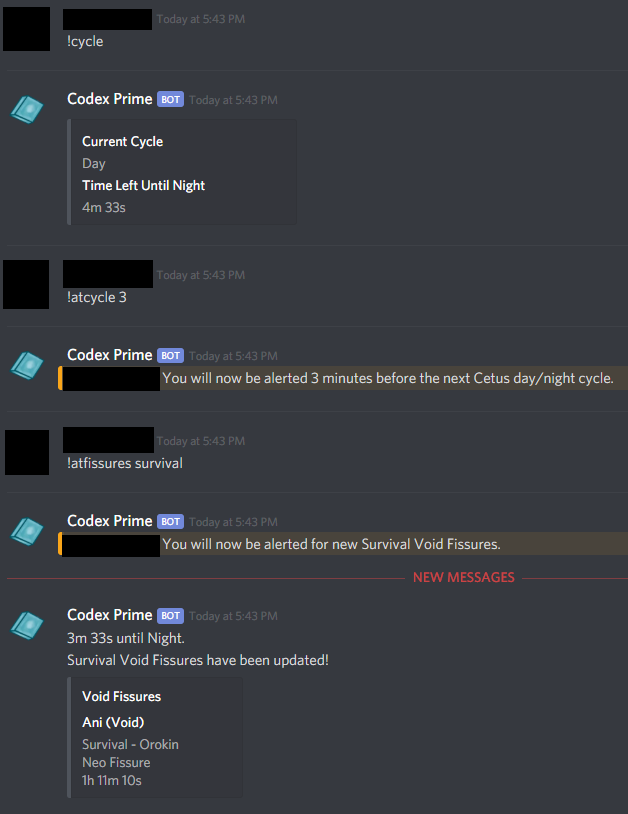 Today at 5:43 PM
!cycle
Codex Prime BOT Today at 5:43 PM
Current Cycle
Day
Time Left Until Night
4m 33s
Today at 5:43 PM
!atcycle 3
Codex Prime BOT Today at 5:43 PM
You will now be alerted 3 minutes before the next Cetus day/night cycle.
Today at 5:43 PM
!atfissures survival
Codex Prime BOT Today at 5:43 PM
You will now be alerted for new Survival Void Fissures.
NEW MESSAGES
Codex Prime BOT Today at 5:43 PM
3m 33s until Night.
Survival Void Fissures have been updated!
Void Fissures
Ani (Void)
Survival - Orokin
Neo Fissure
1h 11m 10s